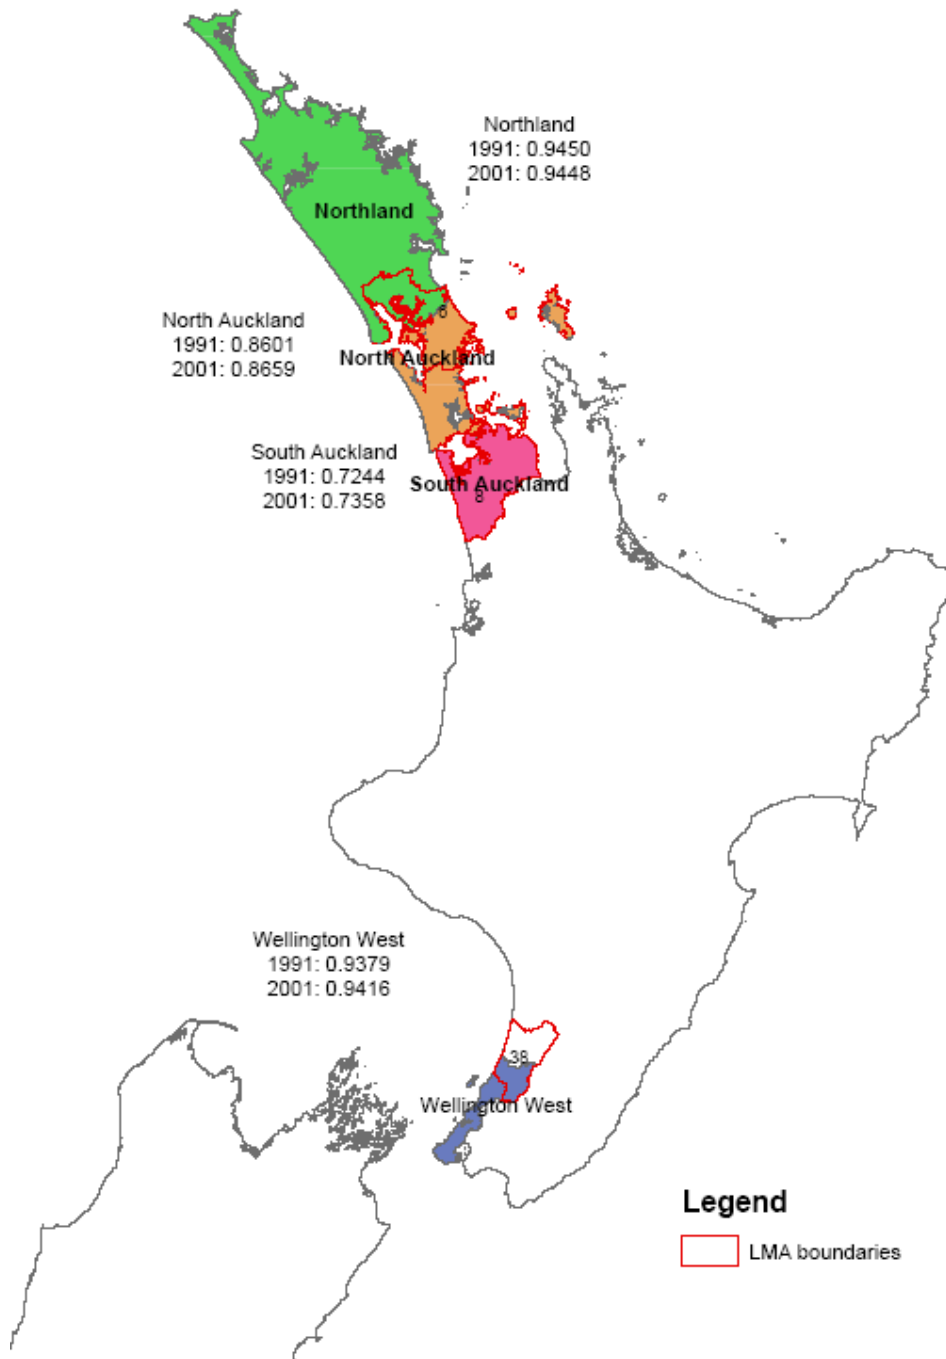 Northland
1991: 0.9450
2001: 0.9448
Northland
6
North Auckland
1991: 0.8601
2001: 0.8659
North Auckland
South Auckland
1991: 0.7244
2001: 0.7358
South Auckland
8
Wellington West
1991: 0.9379
2001: 0.9416
38
Wellington West
Legend
LMA boundaries